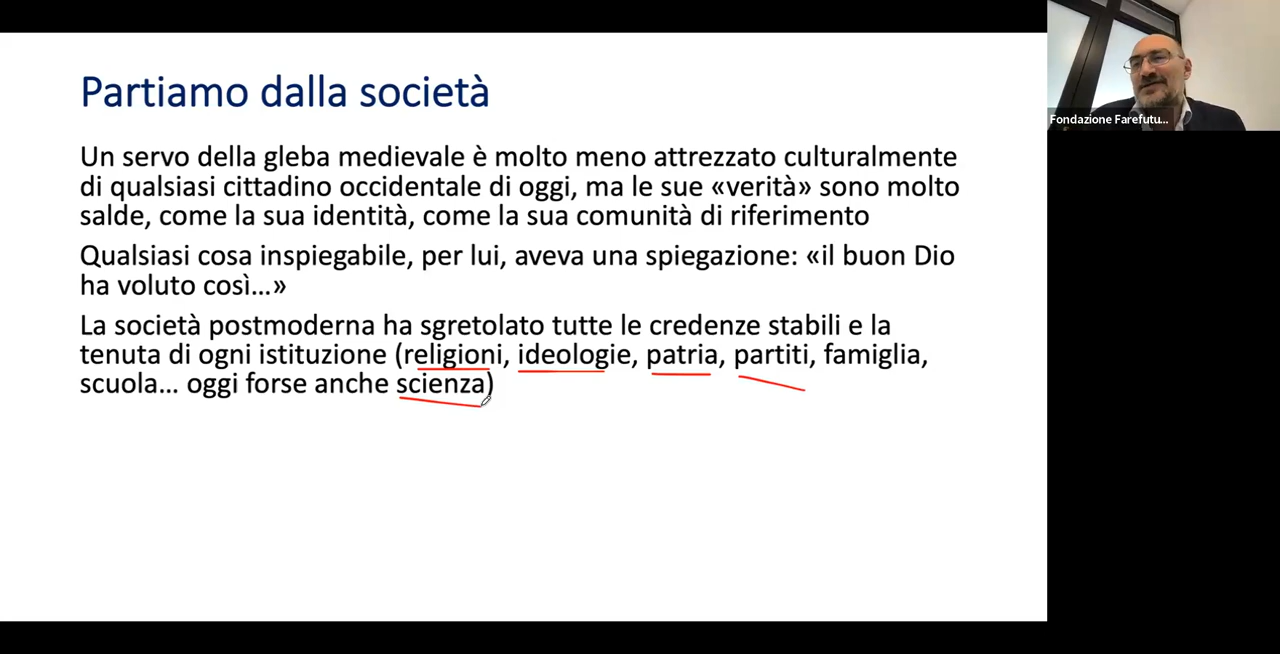 Partiamo dalla società
Un servo della gleba medievale è molto meno attrezzato culturalmente
di qualsiasi cittadino occidentale di oggi, ma le sue «verità» sono molto
salde, come la sua identità, come la sua comunità di riferimento
Qualsiasi cosa inspiegabile, per lui, aveva una spiegazione: «il buon Dio
ha voluto così...»
La società postmoderna ha sgretolato tutte le credenze stabili e la
tenuta di ogni istituzione (religioni, ideologie, patria, partiti, famiglia,
scuola... oggi forse anche scienza)
Fondazione Farefutu...